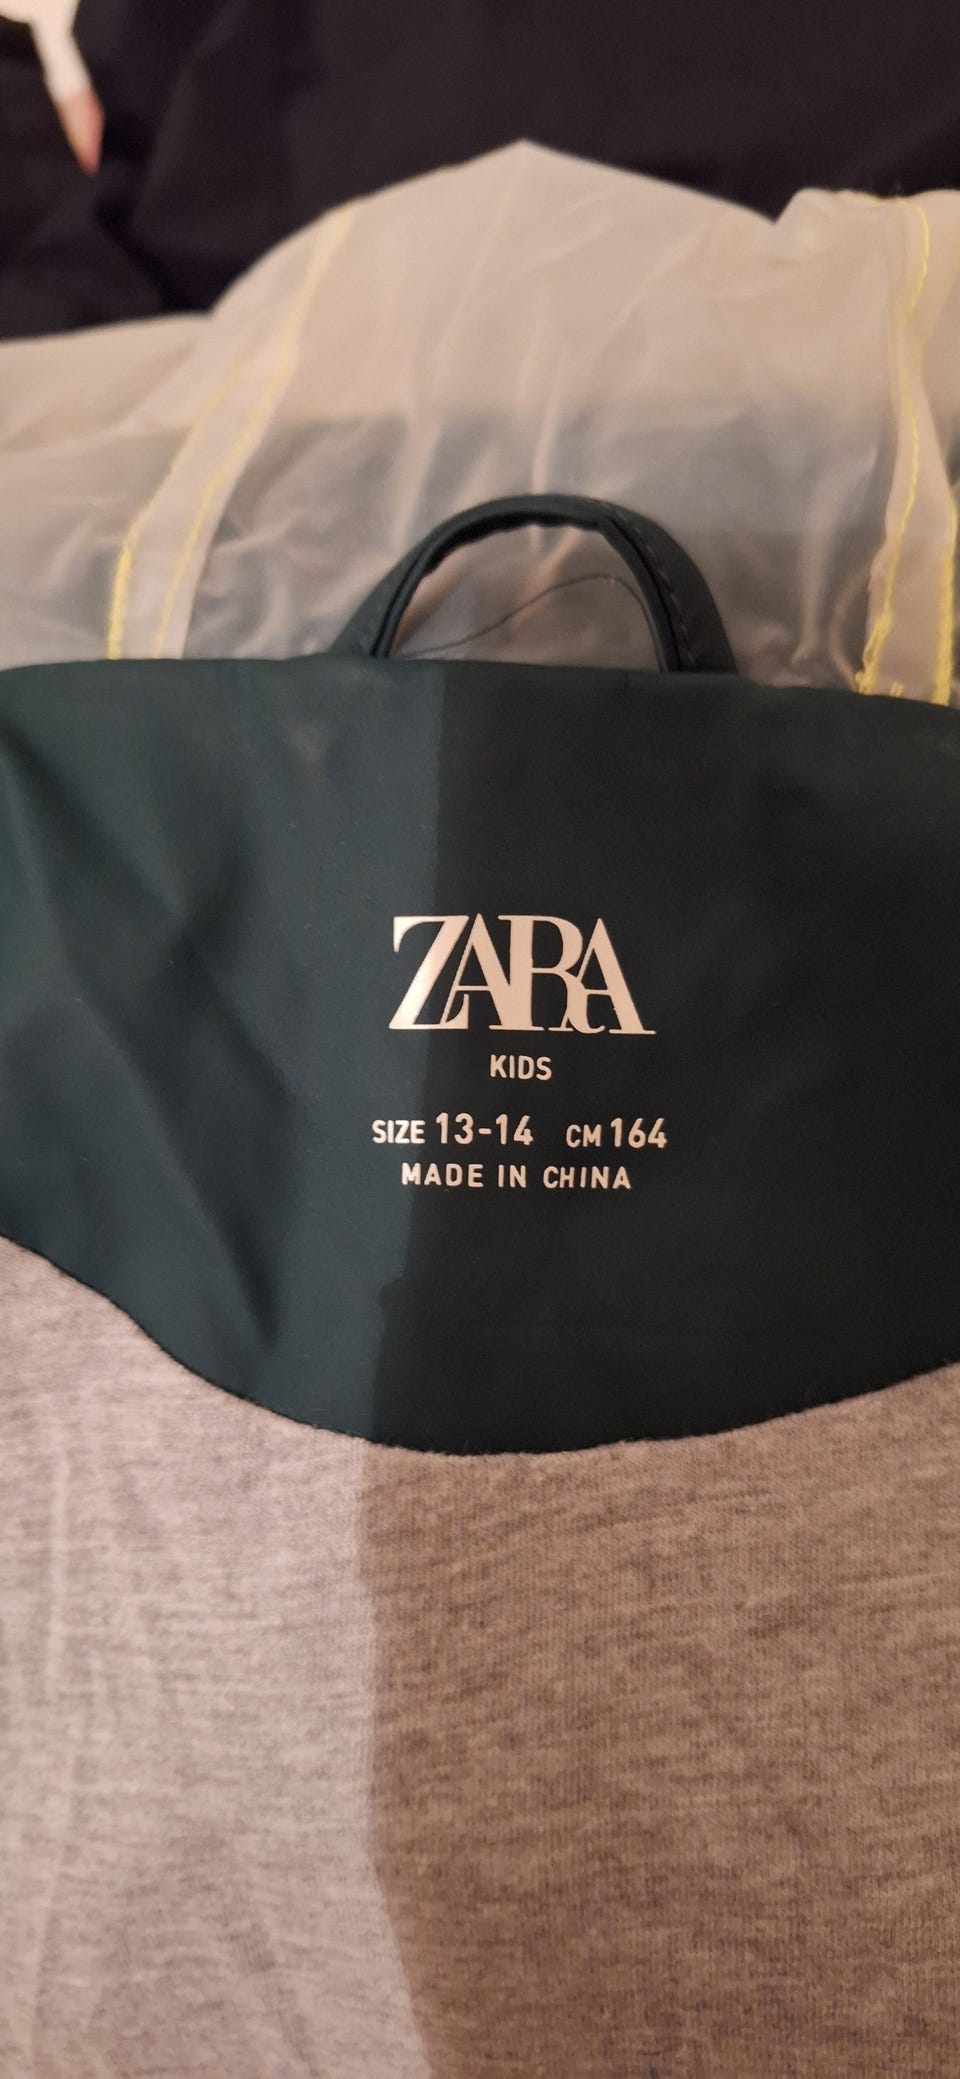 ZARA
KIDS
SIZE 13-14 CM 164
MADE IN CHINA